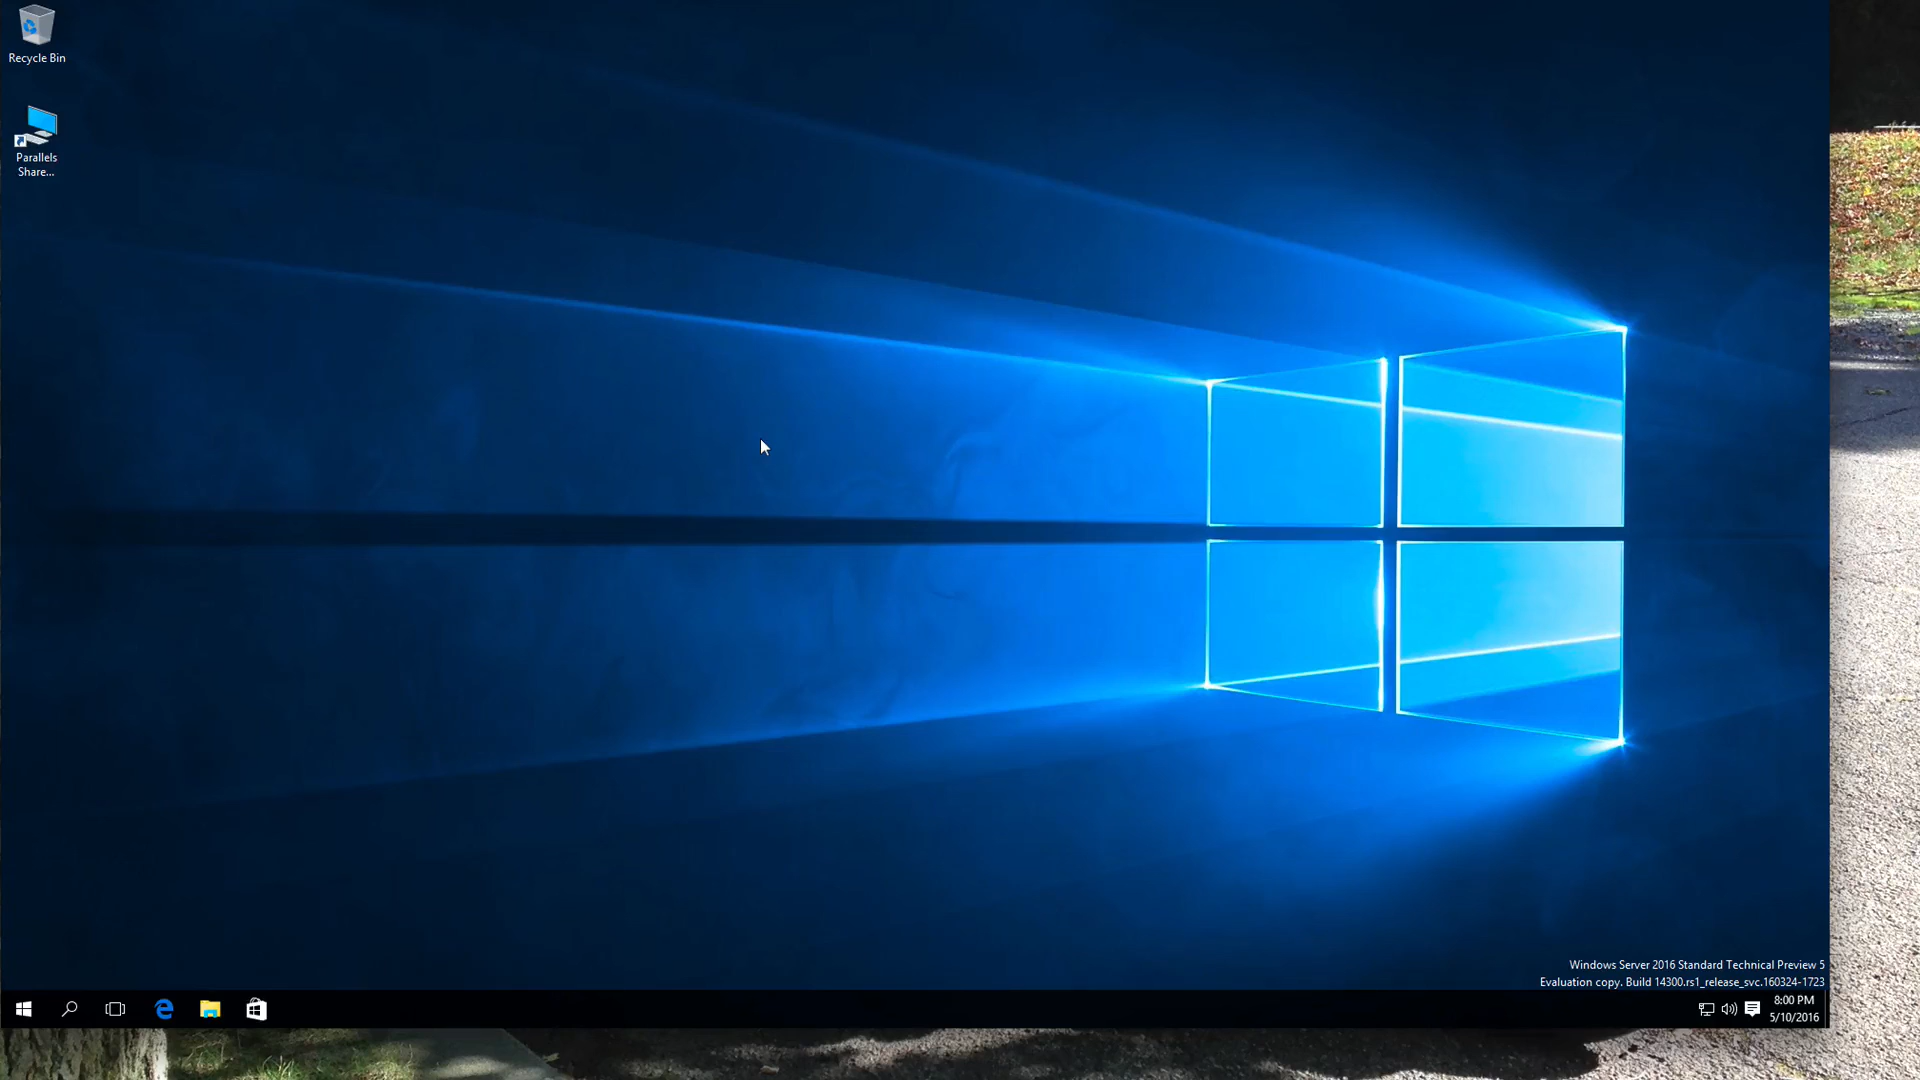 Recycle Bin
Parallels
Share...
Windows Server 2016 Standard Technical Preview 5
Evaluation copy. Build 14300.rs1_release_svc.160324-1723
8:00 PM
5/10/2016